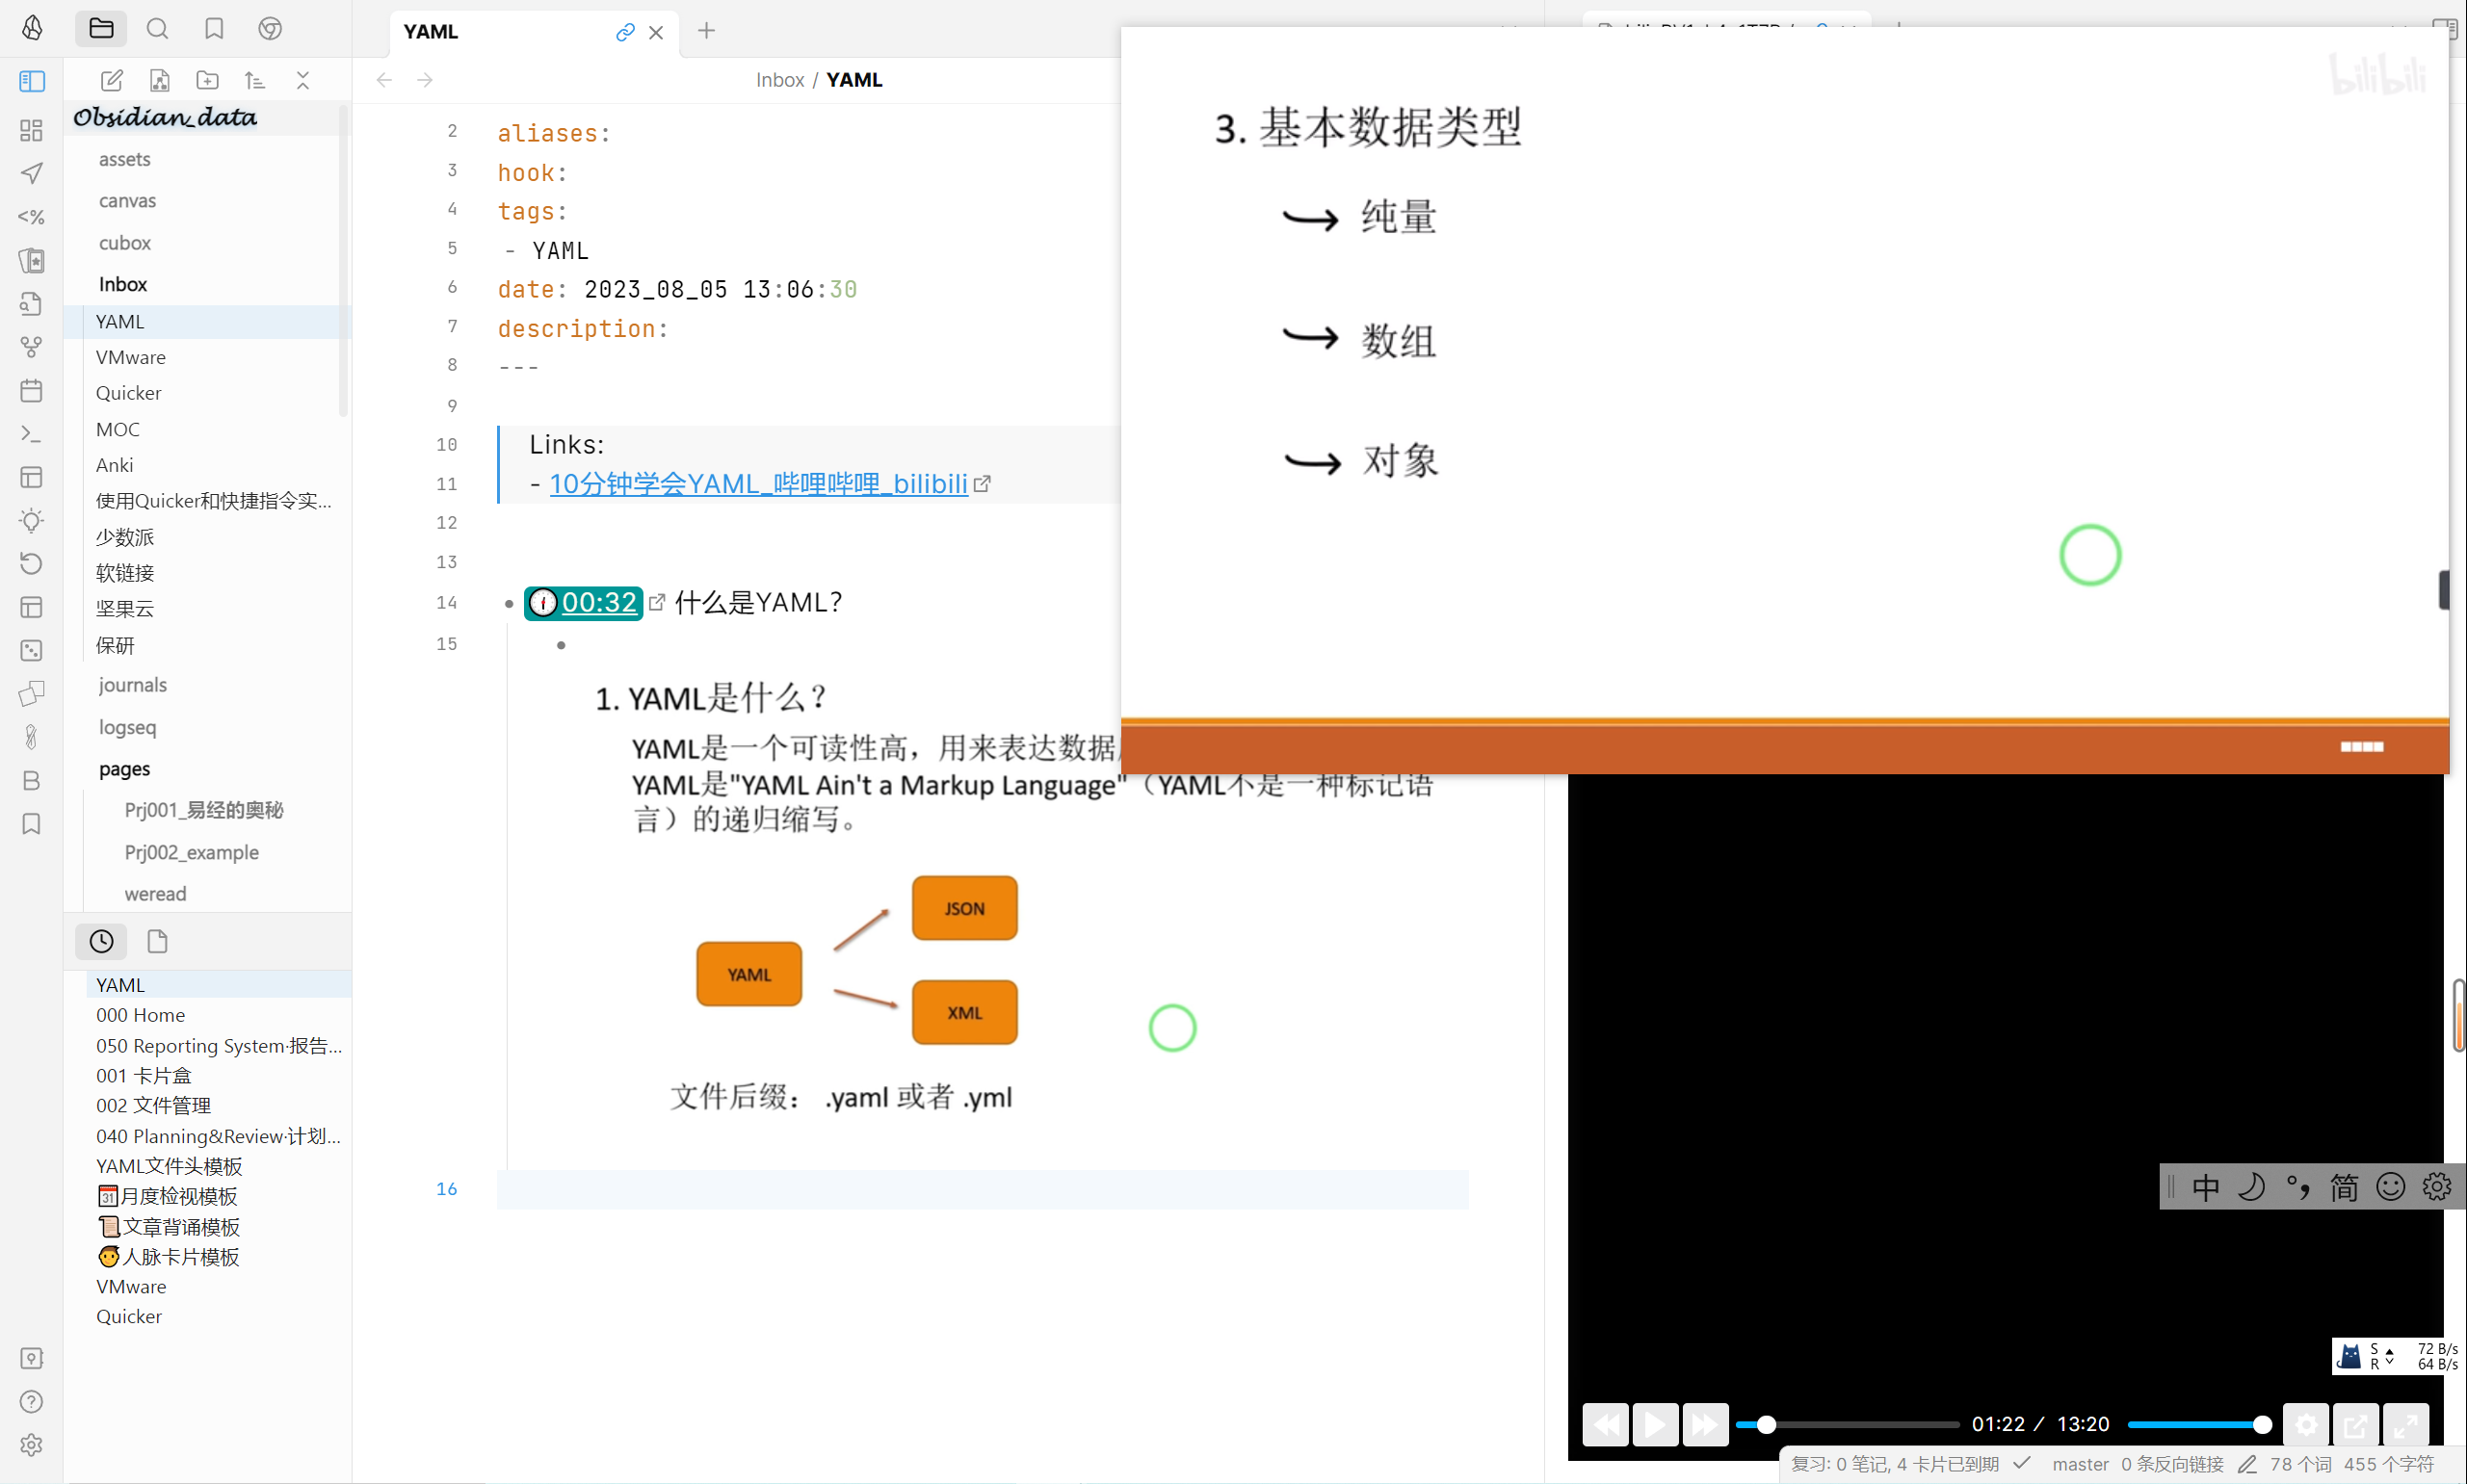 YAML
Inbox / YAML
Obsidian_data
assets
canvas
cubox
Inbox
YAML
VMware
Quicker
MOC
Anki
使用Quicker和快捷指令实...
少数派
软链接
坚果云
保研
journals
logseq
pages
Prj001_易经的奥秘
Prj002_example
weread
YAML
000 Home
050 Reporting System·报告...
001 卡片盒
002 文件管理
040 Planning&Review·计划...
YAML文件头模板
月度检视模板
文章背诵模板
人脉卡片模板
VMware
Quicker
2 aliases:
3 hook:
4 tags:
5 - YAML
6 date: 2023_08_05 13:06:30
7 description:
8 ---
9
10 Links:
11 - 10分钟学会YAML_哔哩哔哩_bilibili
12
13
14 00:32 什么是YAML？
15
1. YAML是什么？
YAML是一个可读性高，用来表达数据
YAML是"YAML Ain't a Markup Language"（YAML不是一种标记语
言）的递归缩写。
JSON
YAML
XML
文件后缀： .yaml 或者 .yml
16
bilibili
3. 基本数据类型
纯量
数组
对象
中 简
S 72 B/s
R 64 B/s
01:22 / 13:20
复习: 0 笔记, 4 卡片已到期 master 0 条反向链接 78 个词 455 个字符